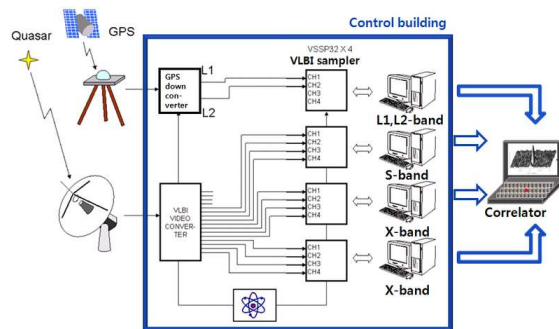 Control building
Quasar
GPS
VSSP32 X 4
VLBI sampler
GPS
down
con-
verter
L1
L2
CH1
CH2
CH3
CH4
L1,L2-band
CH1
CH2
CH3
CH4
S-band
VLBI
VIDEO
CONVER-
TER
CH1
CH2
CH3
CH4
X-band
CH1
CH2
CH3
CH4
X-band
Correlator